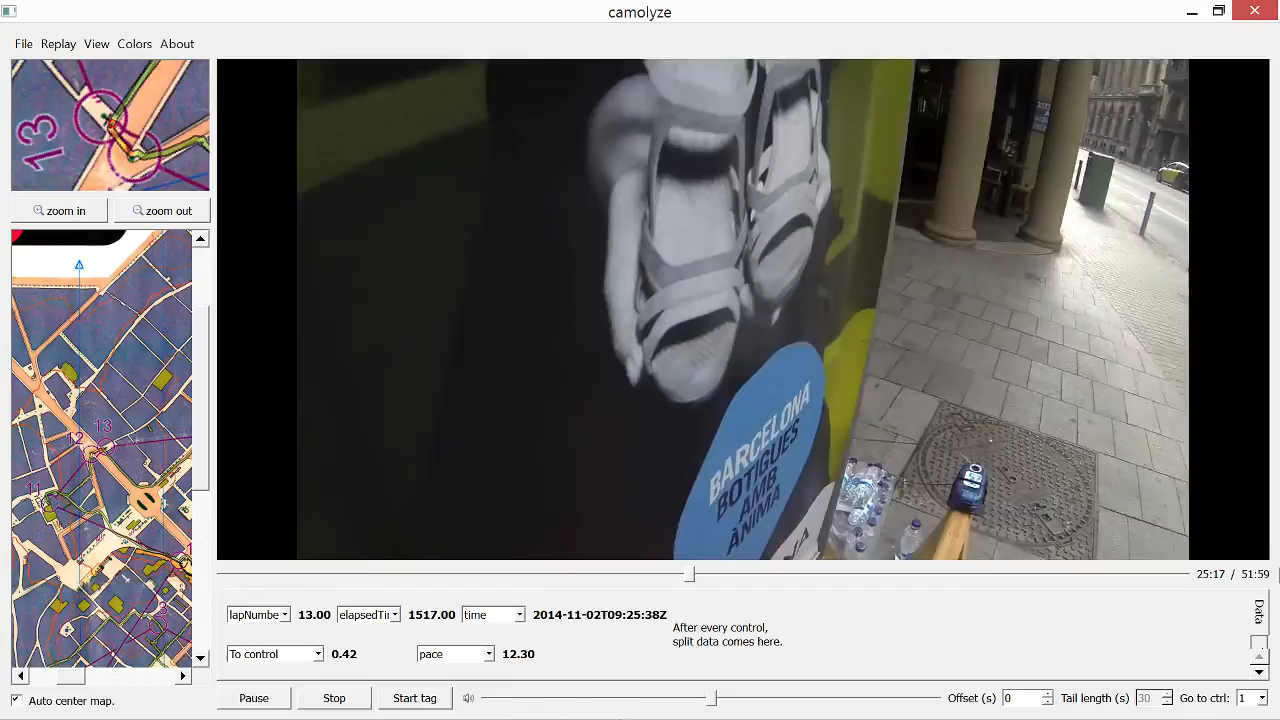 camolyze
File Replay View Colors About
13
zoom in zoom out
12 13
11
BARCELONA
BOTIGUES
AMB
ÀNIMA
25:17 / 51:59
lapNumbe 13.00 elapsedTii 1517.00 time 2014-11-02T09:25:38Z
After every control,
split data comes here.
To control 0.42 pace 12.30
Data
Auto center map.
Pause Stop Start tag Offset (s) 0 Tail length (s) 30 Go to ctrl: 1